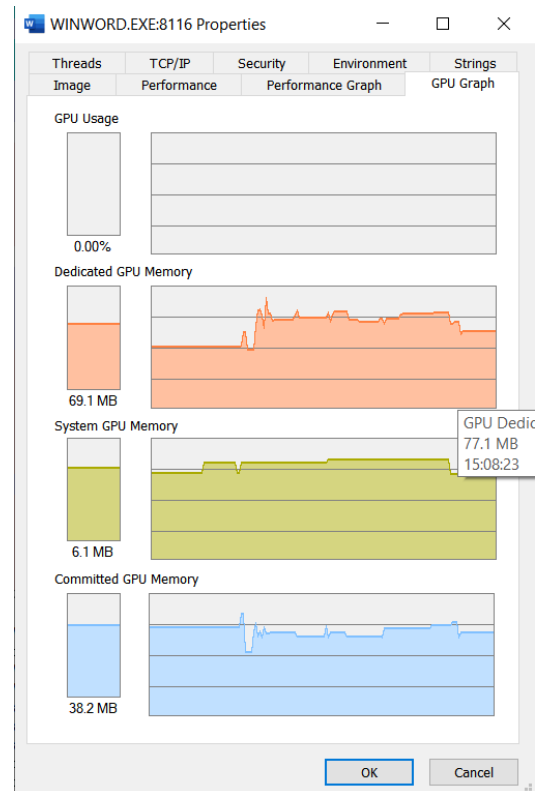 WINWORD.EXE:8116 Properties
Threads TCP/IP Security Environment Strings
Image Performance Performance Graph GPU Graph
GPU Usage
0.00%
Dedicated GPU Memory
69.1 MB
GPU Dedic
77.1 MB
15:08:23
System GPU Memory
6.1 MB
Committed GPU Memory
38.2 MB
OK Cancel